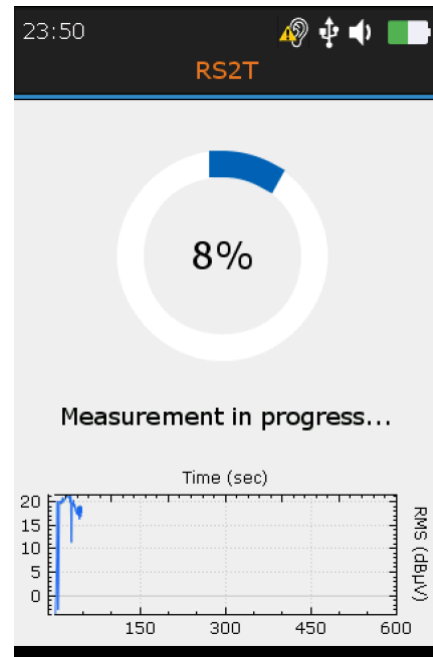 23:50
RS2T
8%
Measurement in progress...
Time (sec)
20
15
10
5
0
RMS (dBµV)
150 300 450 600